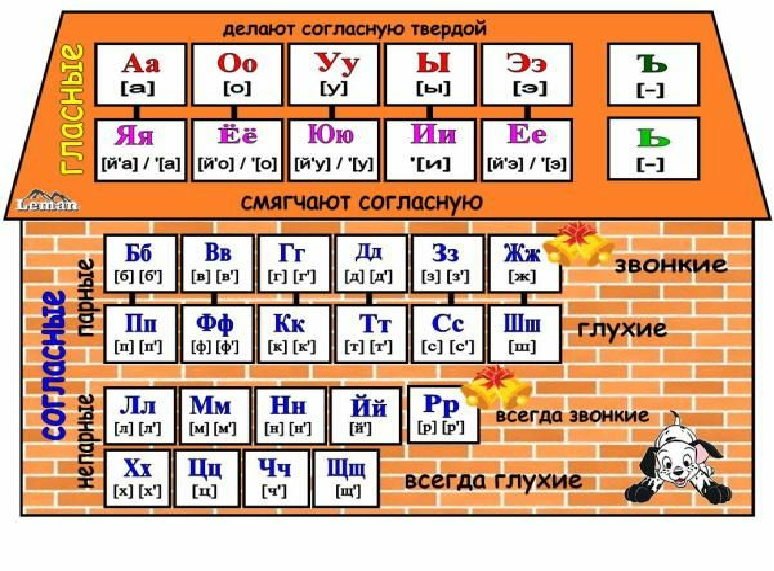 делают согласную твердой
гласные
Аа Оо Уу Ы Ээ Ъ
[а] [о] [у] [ы] [э] [-]
Яя Ёё Юю Ии Ее Ь
[й'а] / '[а] [й'о] / '[о] [й'у] / '[у] '[и] [й'э] / '[э] [-]
смягчают согласную
Leman
согласные
парные
Бб Вв Гг Дд Зз Жж
[б] [б'] [в] [в'] [г] [г'] [д] [д'] [з] [з'] [ж]
звонкие
Пп Фф Кк Тт Сс Шш
[п] [п'] [ф] [ф'] [к] [к'] [т] [т'] [с] [с'] [ш]
глухие
непарные
Лл Мм Нн Йй Рр
[л] [л'] [м] [м'] [н] [н'] [й'] [р] [р']
всегда звонкие
Хх Цц Чч Щщ
[х] [х'] [ц] [ч'] [щ']
всегда глухие